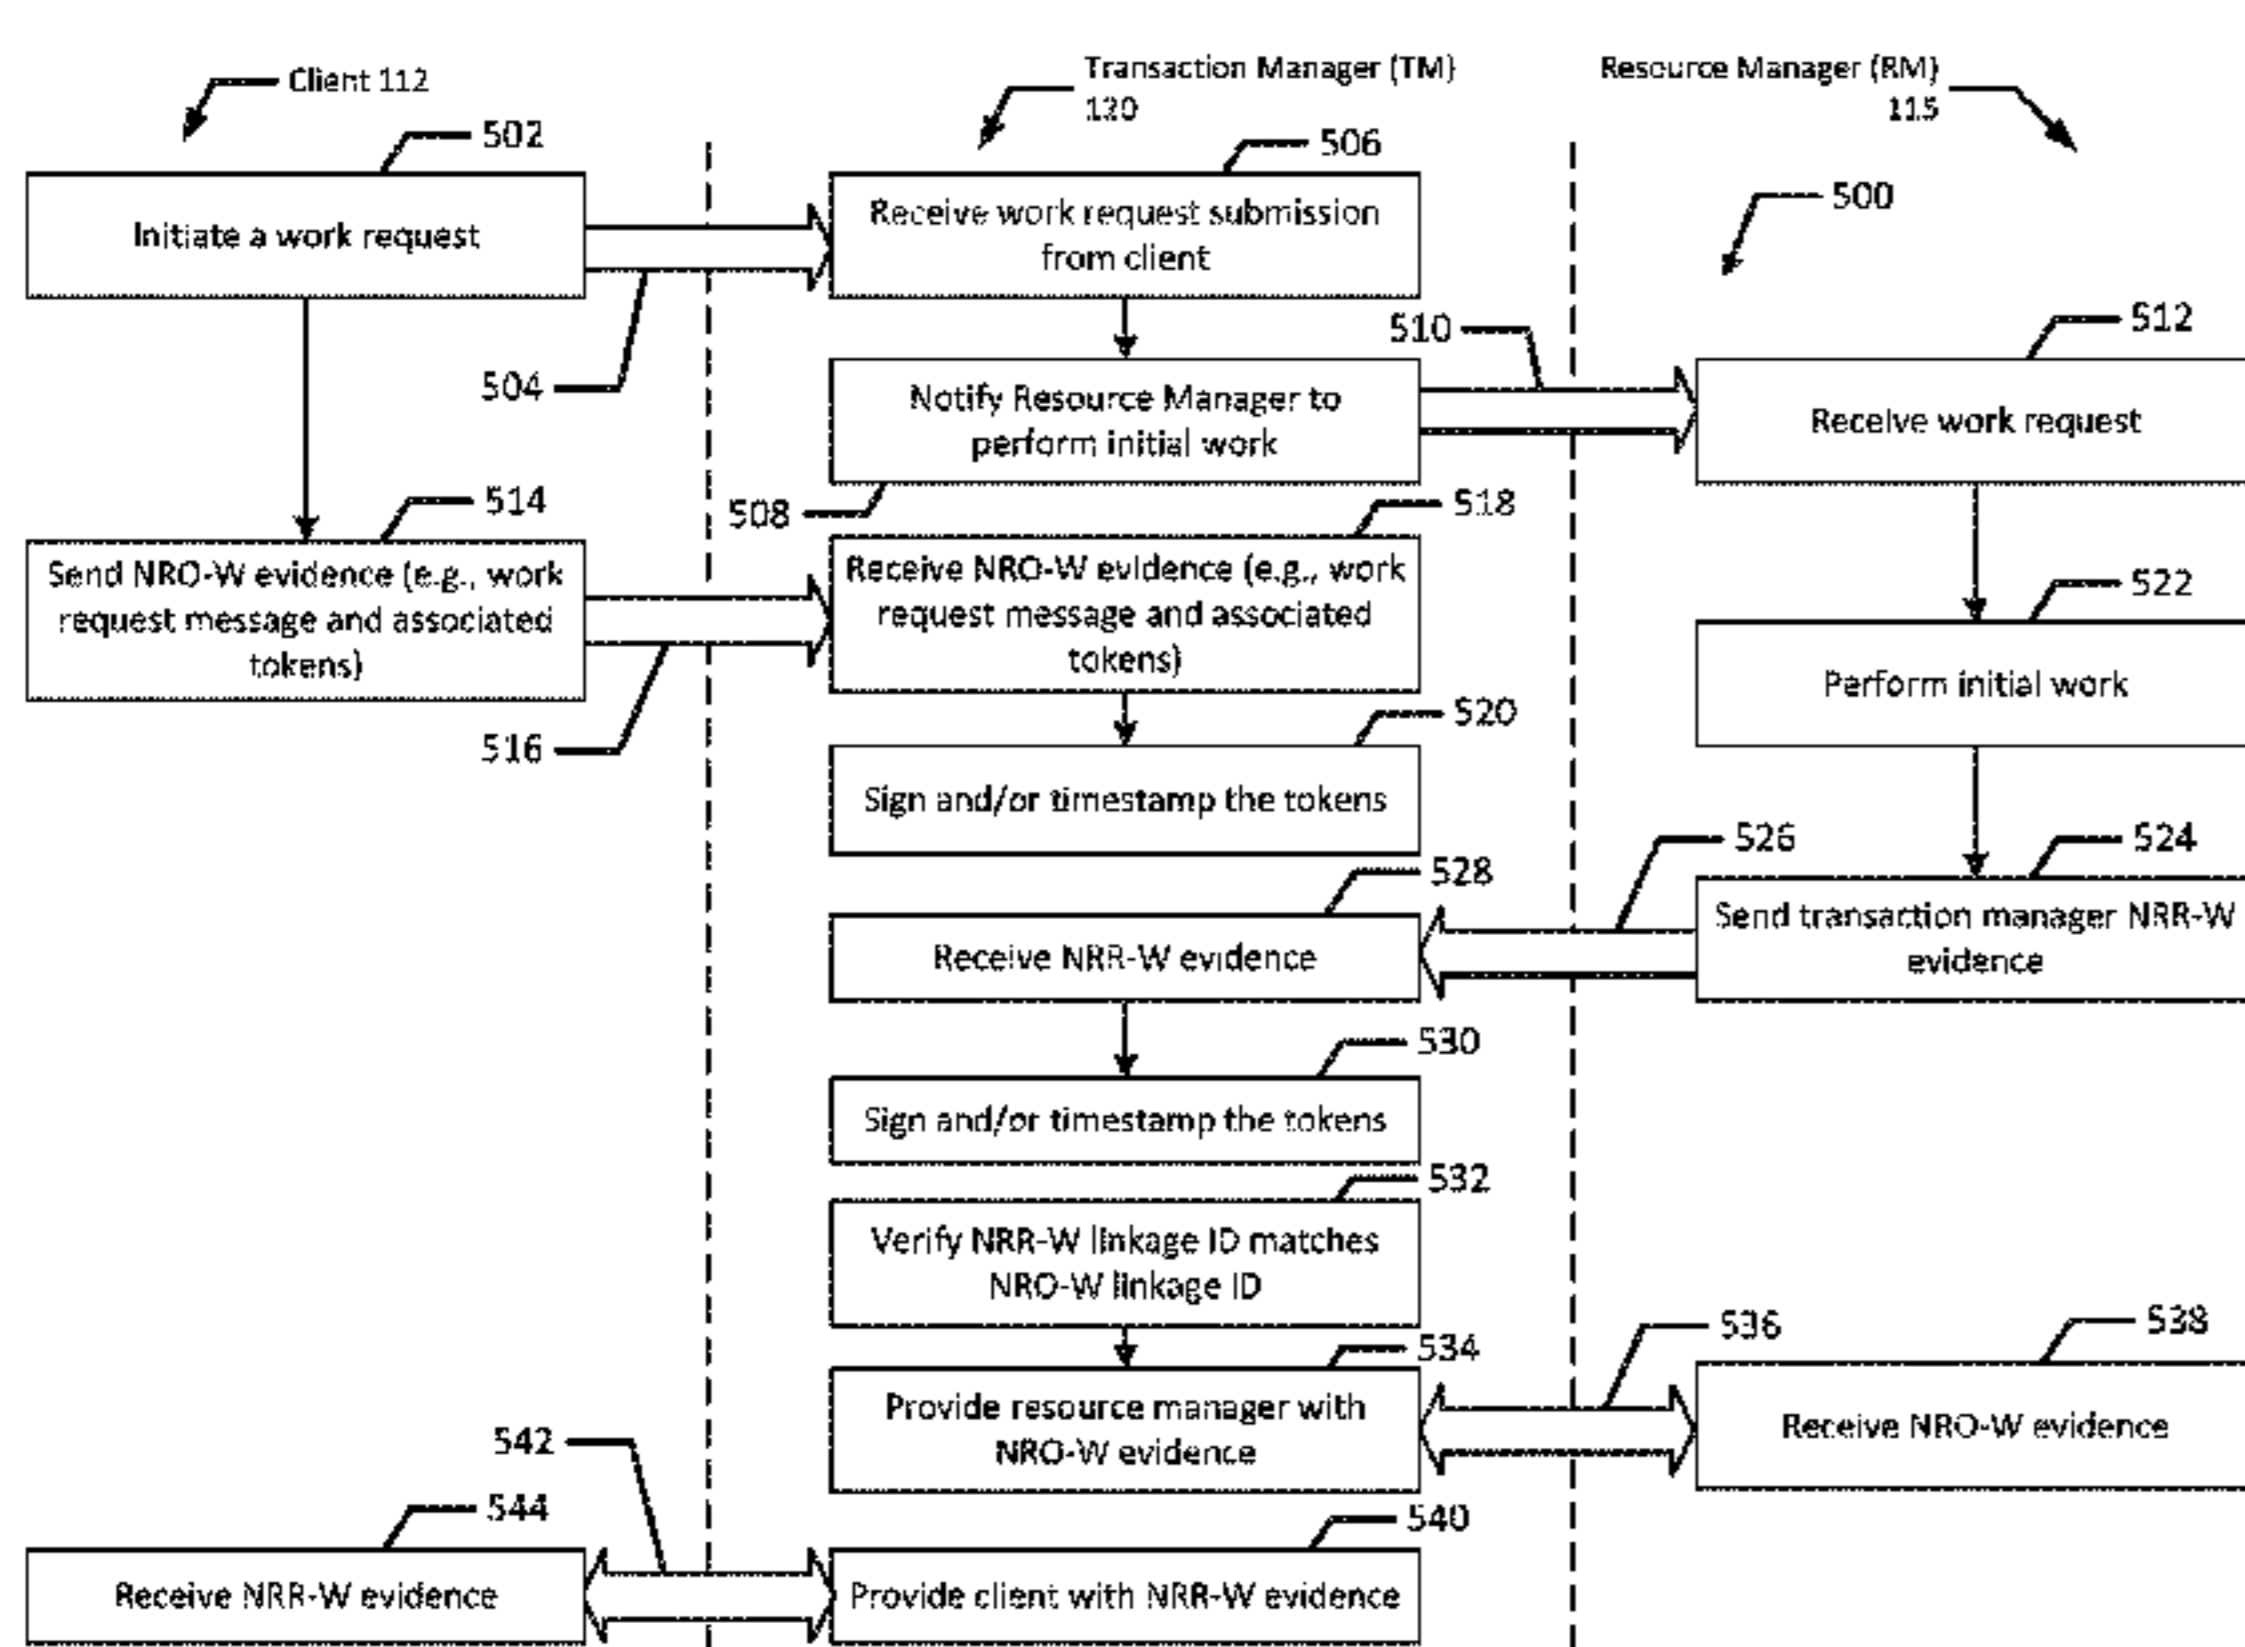 Client 112
Transaction Manager (TM)
120
Resource Manager (RM)
115
502
506
500
Initiate a work request
Receive work request submission
from client
504
510
512
Notify Resource Manager to
perform initial work
Receive work request
508
514
518
Send NRO-W evidence (e.g., work
request message and associated
tokens)
Receive NRO-W evidence (e.g., work
request message and associated
tokens)
522
516
520
Perform initial work
Sign and/or timestamp the tokens
526
524
528
Receive NRR-W evidence
Send transaction manager NRR-W
evidence
530
Sign and/or timestamp the tokens
532
Verify NRR-W linkage ID matches
NRO-W linkage ID
534
536
538
Provide resource manager with
NRO-W evidence
Receive NRO-W evidence
542
544
540
Receive NRR-W evidence
Provide client with NRR-W evidence